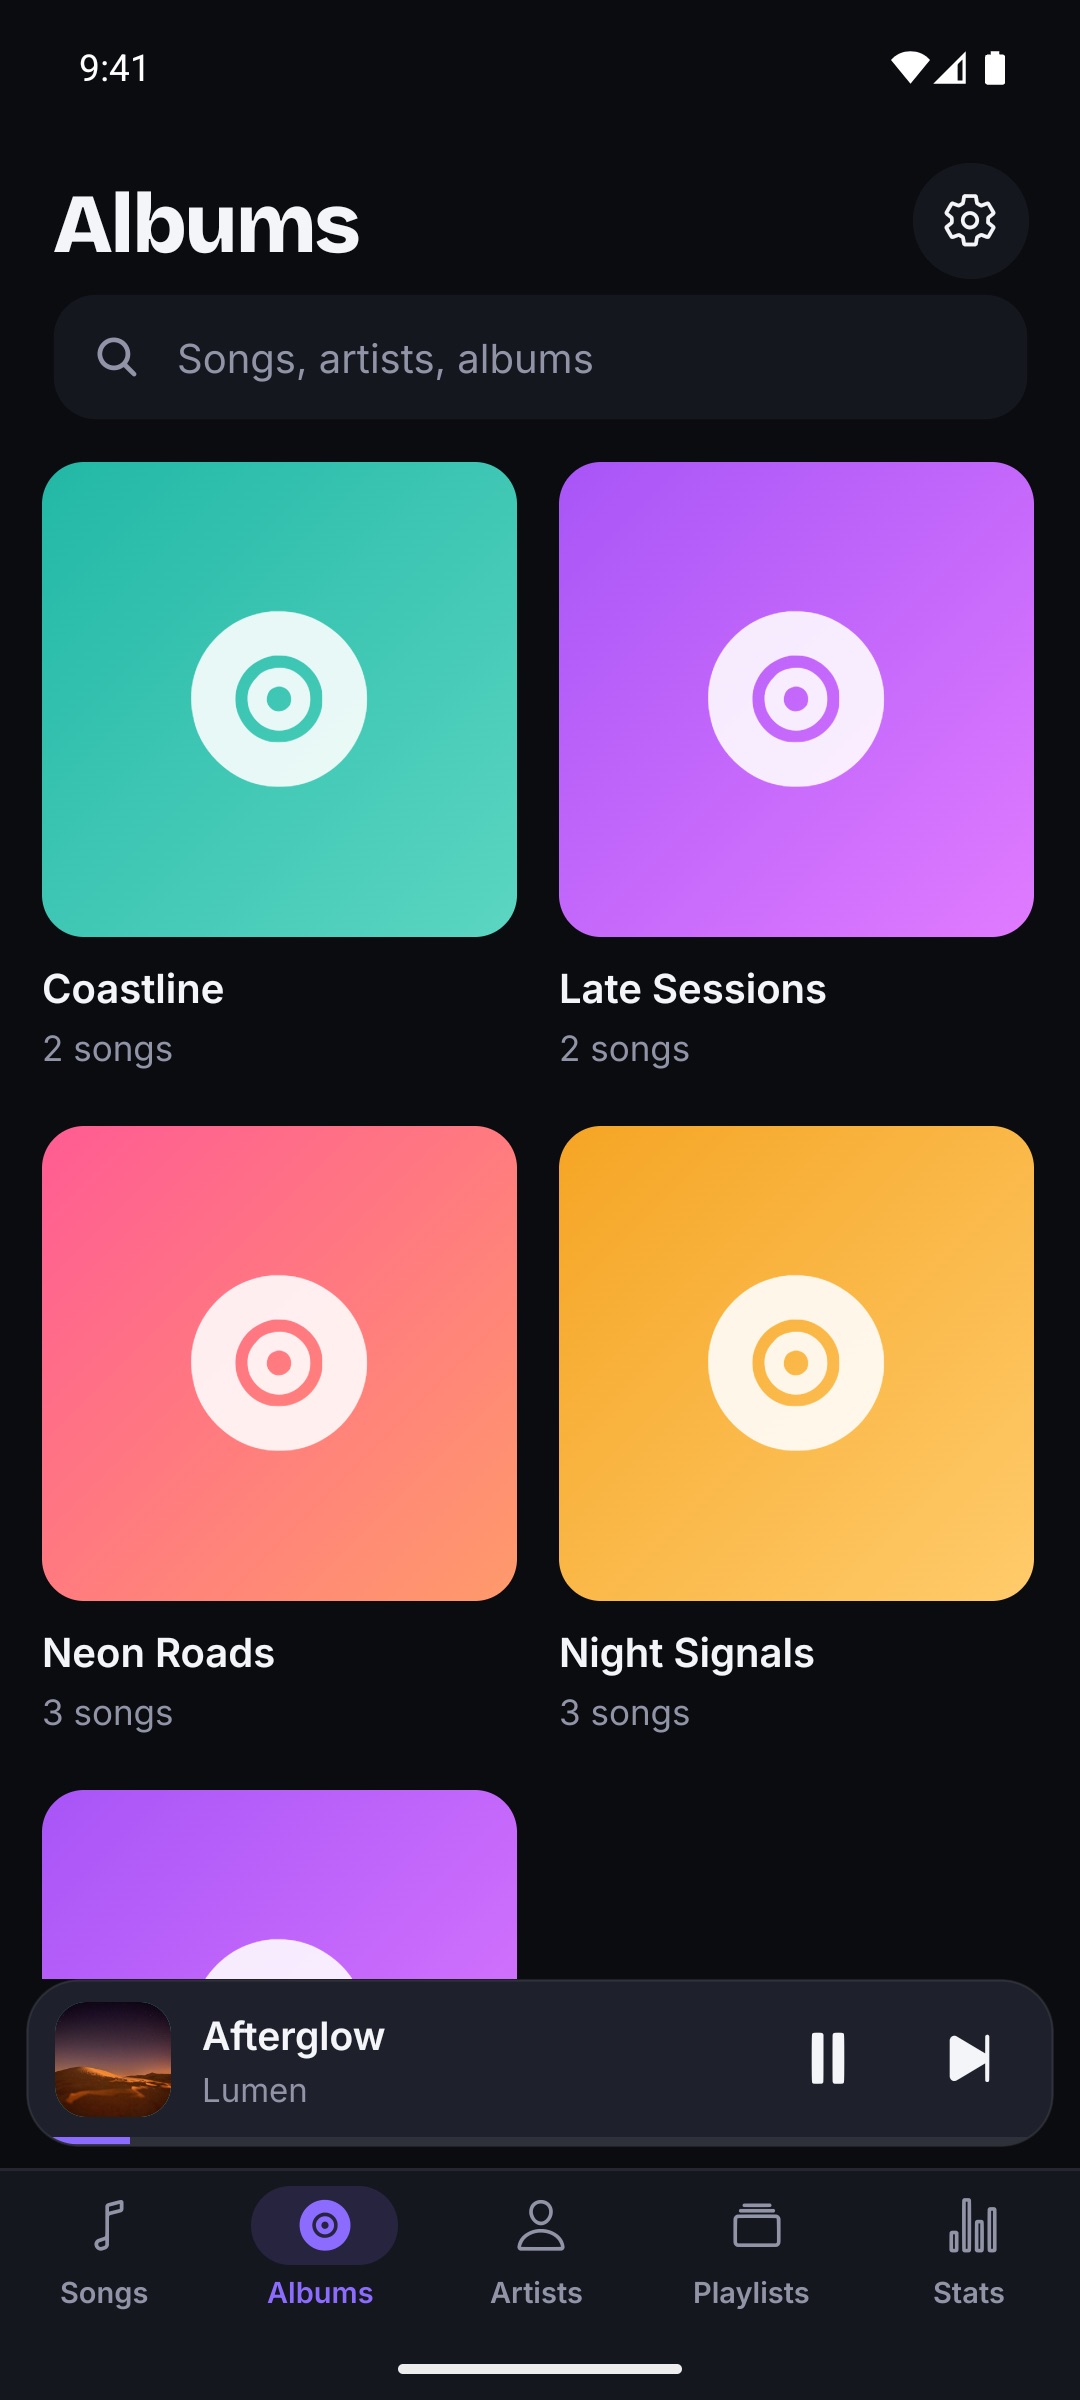 9:41
Albums
Songs, artists, albums
Coastline
2 songs
Late Sessions
2 songs
Neon Roads
3 songs
Night Signals
3 songs
Afterglow
Lumen
Songs
Albums
Artists
Playlists
Stats